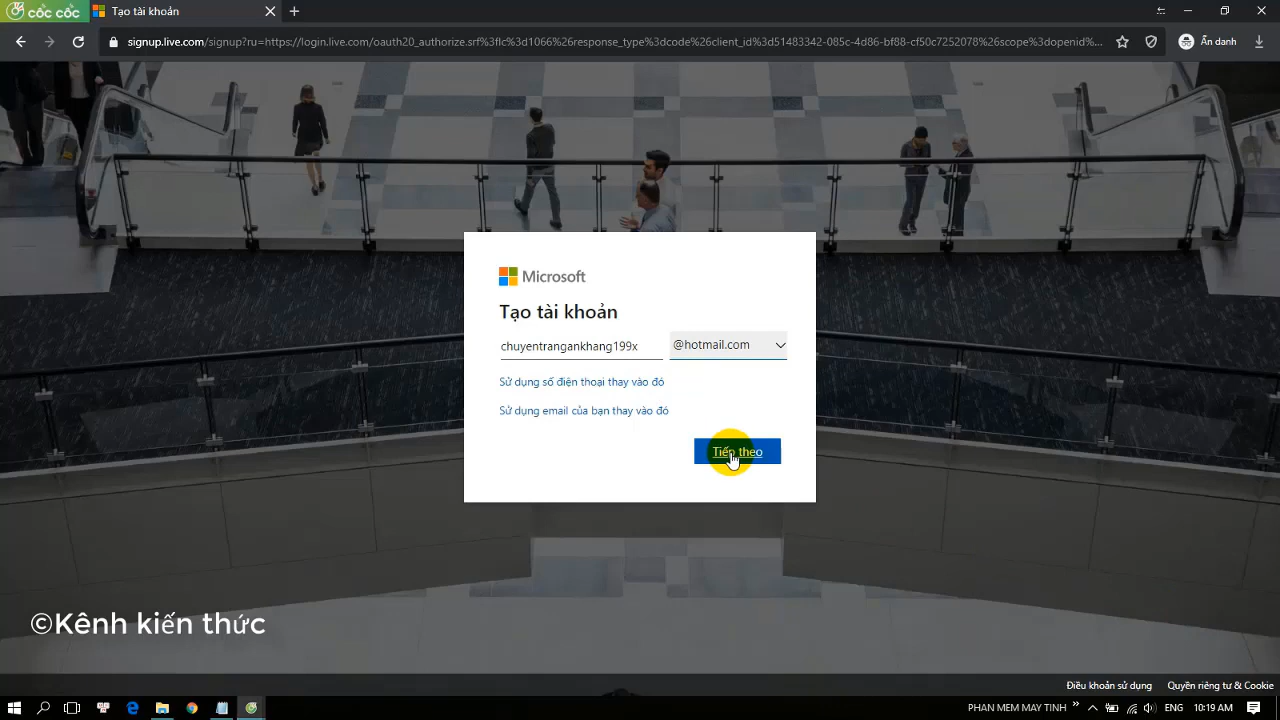 cốc cốc
Tạo tài khoản
signup.live.com/signup?ru=https://login.live.com/oauth20_authorize.srf%3flc%3d1066%26response_type%3dcode%26client_id%3d51483342-085c-4d86-bf88-cf50c7252078%26scope%3dopenid%...
Ẩn danh
Microsoft
Tạo tài khoản
chuyentrangankhang199x
@hotmail.com
Sử dụng số điện thoại thay vào đó
Sử dụng email của bạn thay vào đó
Tiếp theo
©Kênh kiến thức
Điều khoản sử dụng
Quyền riêng tư & Cookie
PHAN MEM MAY TINH
ENG
10:19 AM